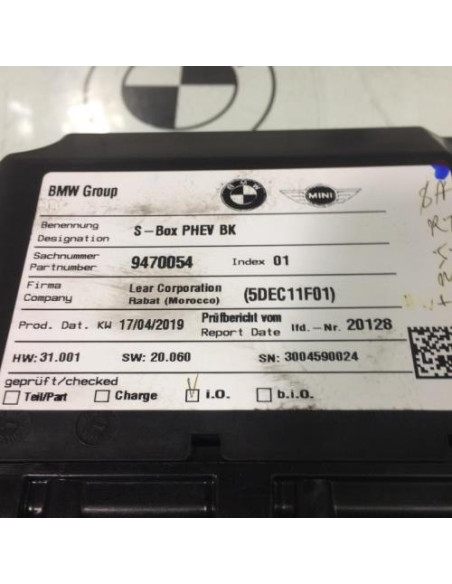 BMW Group
BMW
MINI
Benennung
Designation
S-Box PHEV BK
Sachnummer
Partnumber
9470054
Index 01
Firma
Company
Lear Corporation
Rabat (Morocco)
(5DEC11F01)
Prod. Dat. KW 17/04/2019
Prüfbericht vom
Report Date
lfd.-Nr. 20128
HW: 31.001
SW: 20.060
SN: 3004590024
geprüft/checked
Teil/Part
Charge
i.O.
b.i.O.